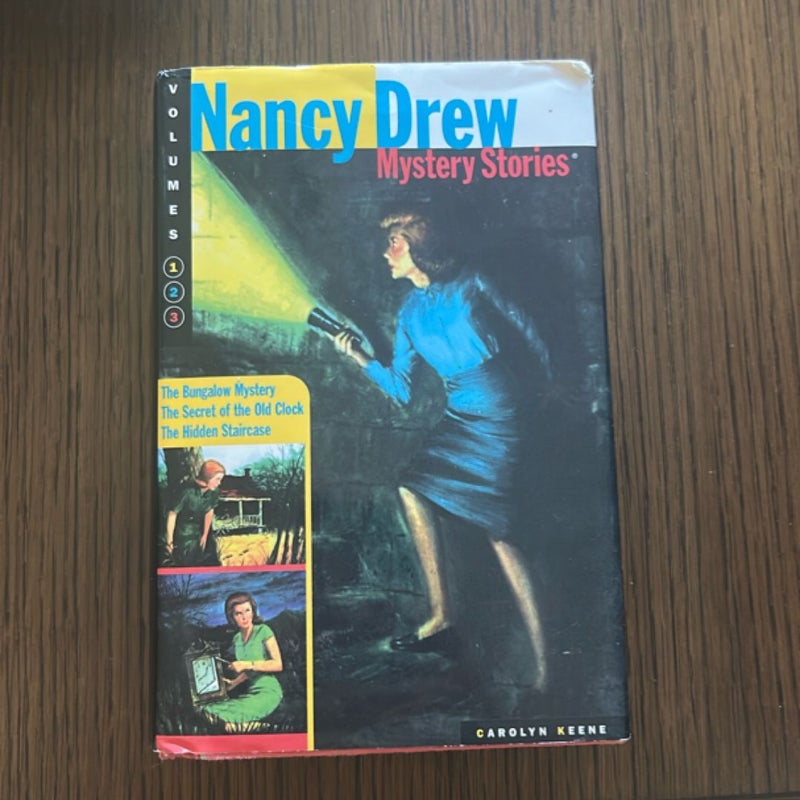 VOLUMES
1
2
3
Nancy Drew
Mystery Stories®
The Bungalow Mystery
The Secret of the Old Clock
The Hidden Staircase
CAROLYN KEENE